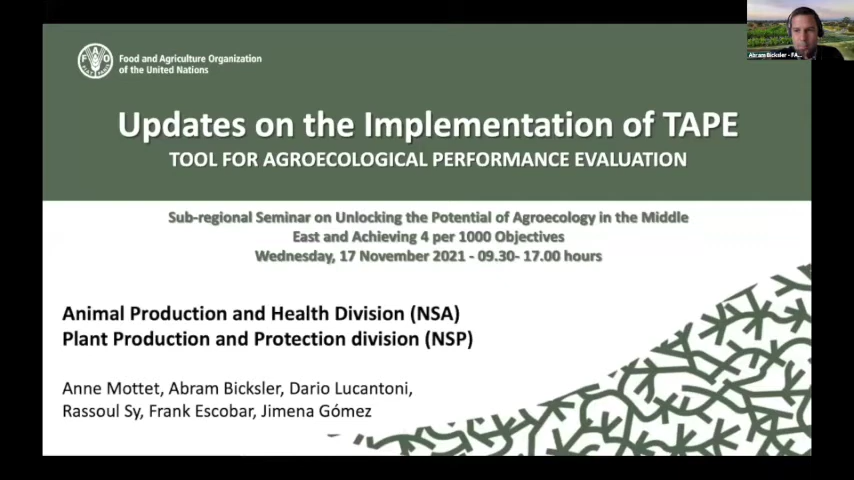 Food and Agriculture Organization
of the United Nations
Updates on the Implementation of TAPE
TOOL FOR AGROECOLOGICAL PERFORMANCE EVALUATION
Sub-regional Seminar on Unlocking the Potential of Agroecology in the Middle
East and Achieving 4 per 1000 Objectives
Wednesday, 17 November 2021 - 09.30- 17.00 hours
Animal Production and Health Division (NSA)
Plant Production and Protection division (NSP)
Anne Mottet, Abram Bicksler, Dario Lucantoni,
Rassoul Sy, Frank Escobar, Jimena Gómez
Abram Bicksler - FA...